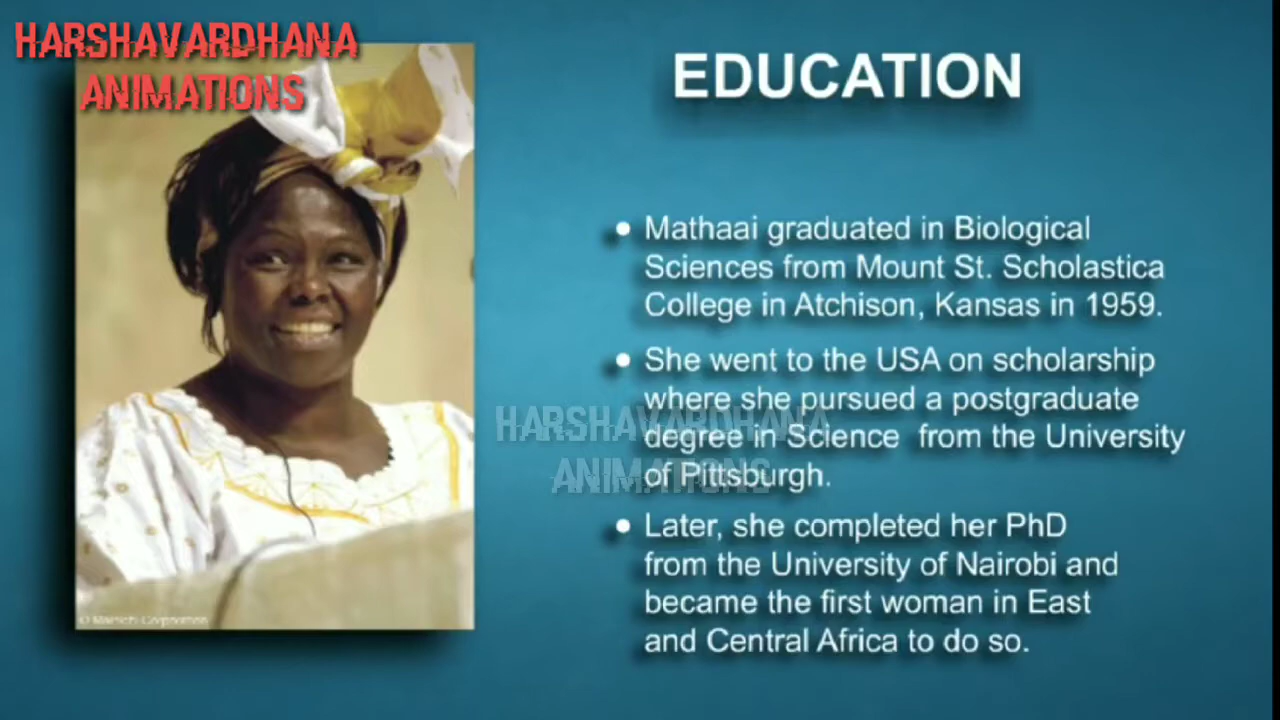 HARSHAVARDHANA
ANIMATIONS
EDUCATION
• Mathaai graduated in Biological
Sciences from Mount St. Scholastica
College in Atchison, Kansas in 1959.
• She went to the USA on scholarship
where she pursued a postgraduate
HARSHAVARDHANA
degree in Science from the University
ANIMATIONS
of Pittsburgh.
• Later, she completed her PhD
from the University of Nairobi and
became the first woman in East
and Central Africa to do so.
© Mainichi Corporation